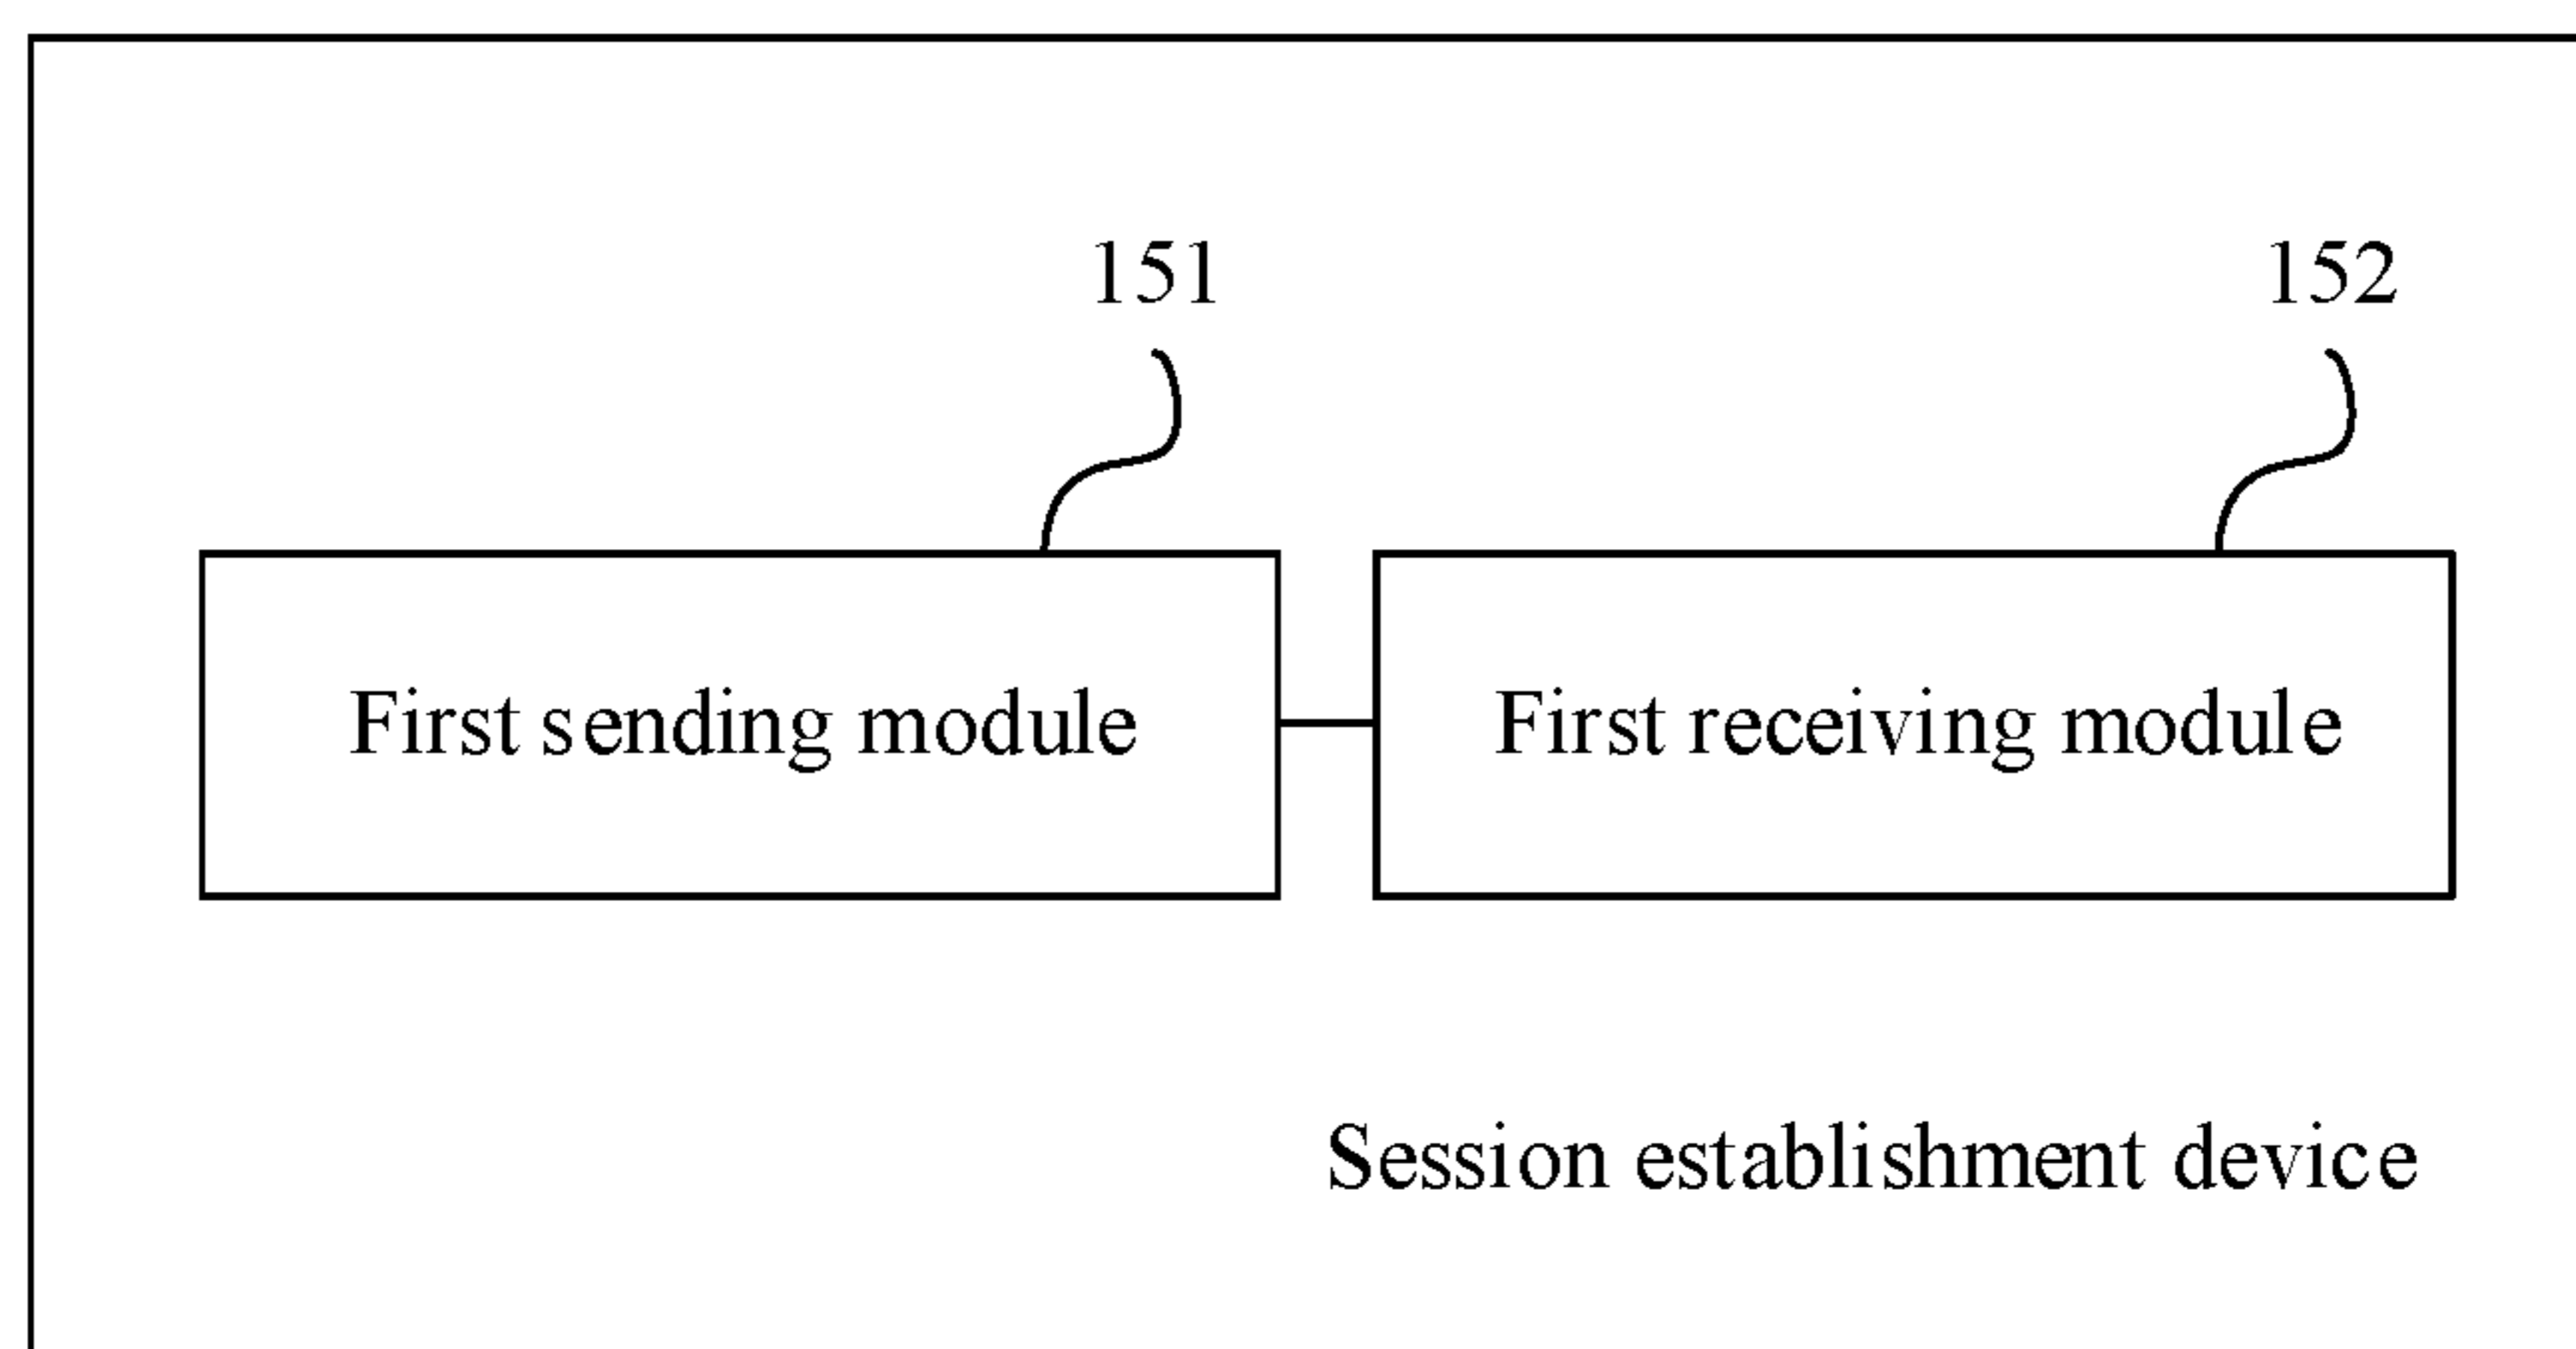 151 152
First sending module First receiving module
Session establishment device